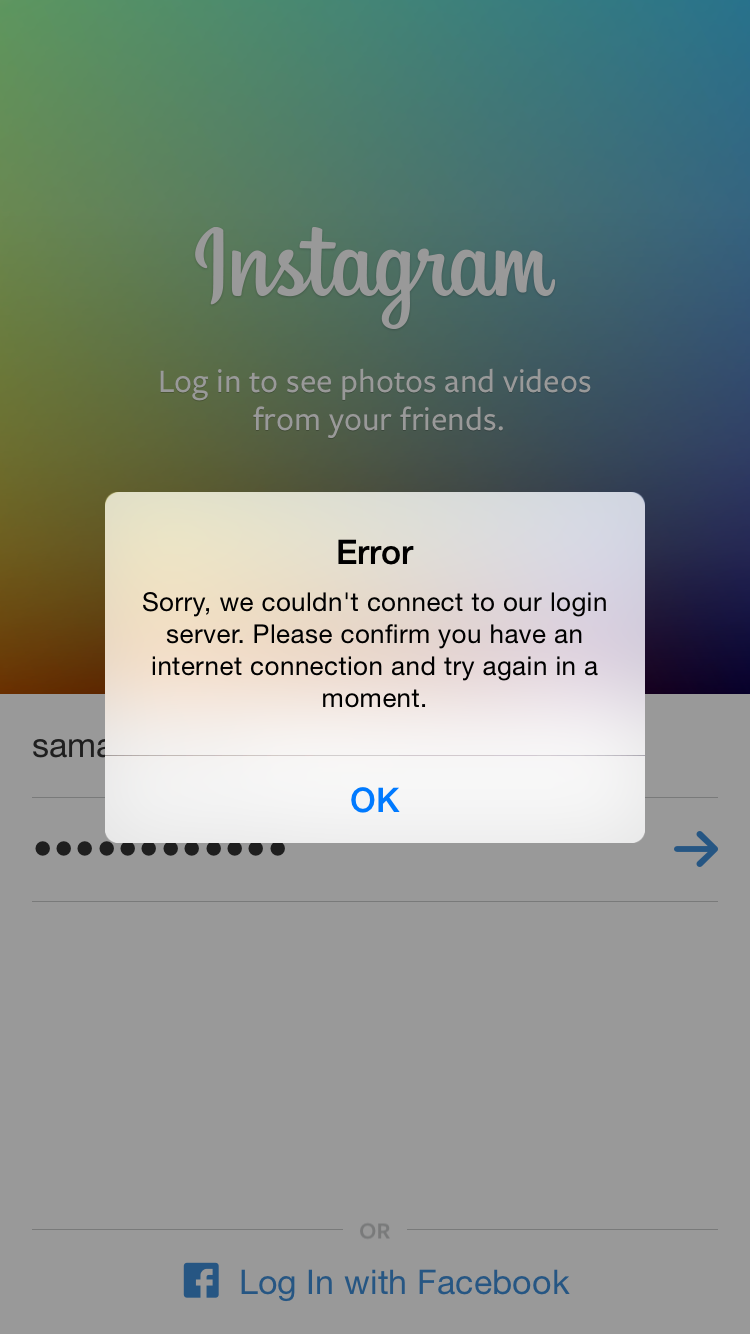 Instagram
Log in to see photos and videos
from your friends.
Error
Sorry, we couldn't connect to our login
server. Please confirm you have an
internet connection and try again in a
moment.
OK
OR
Log In with Facebook